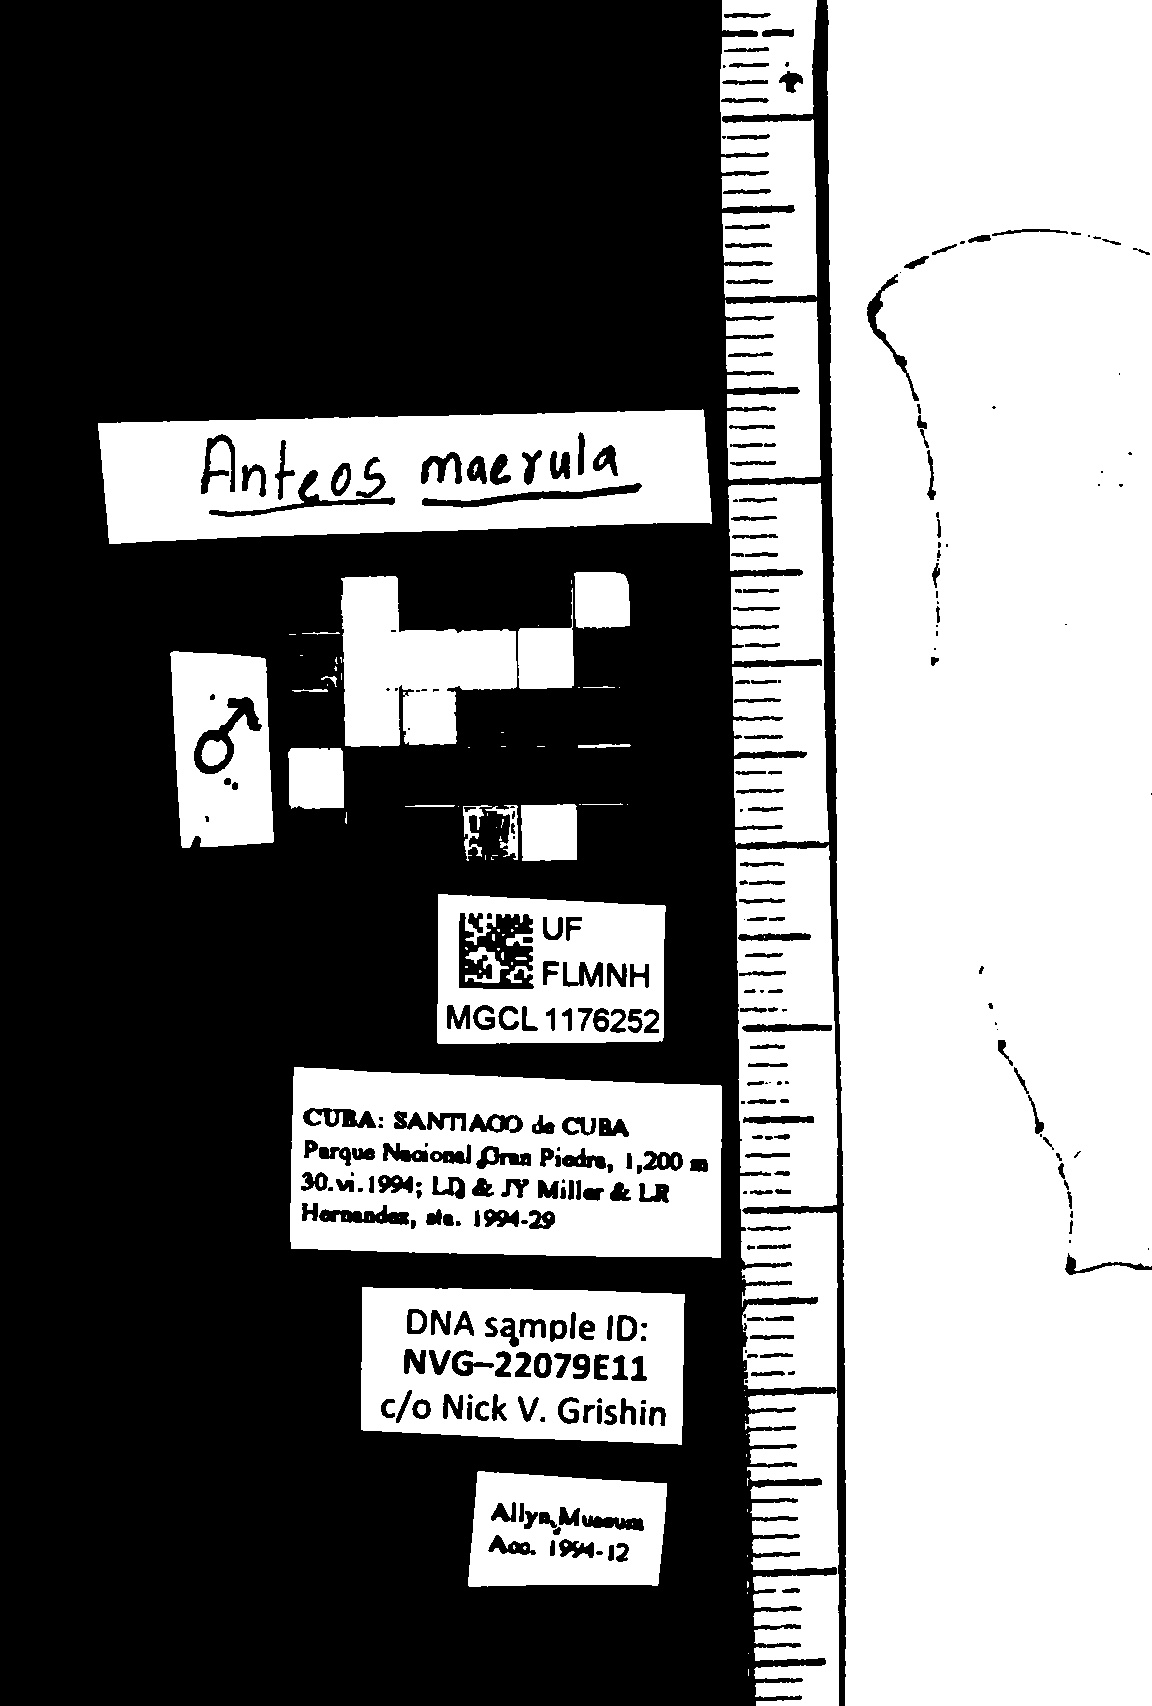 Anteos maerula
♂
UF
FLMNH
MGCL 1176252
CUBA: SANTIAGO de CUBA
Parque Nacional Gran Piedra, 1,200 m
30.vi.1994; LD & JY Miller & LR
Hernandez, sta. 1994-29
DNA sample ID:
NVG–22079E11
c/o Nick V. Grishin
Allyn Museum
Acc. 1994-12